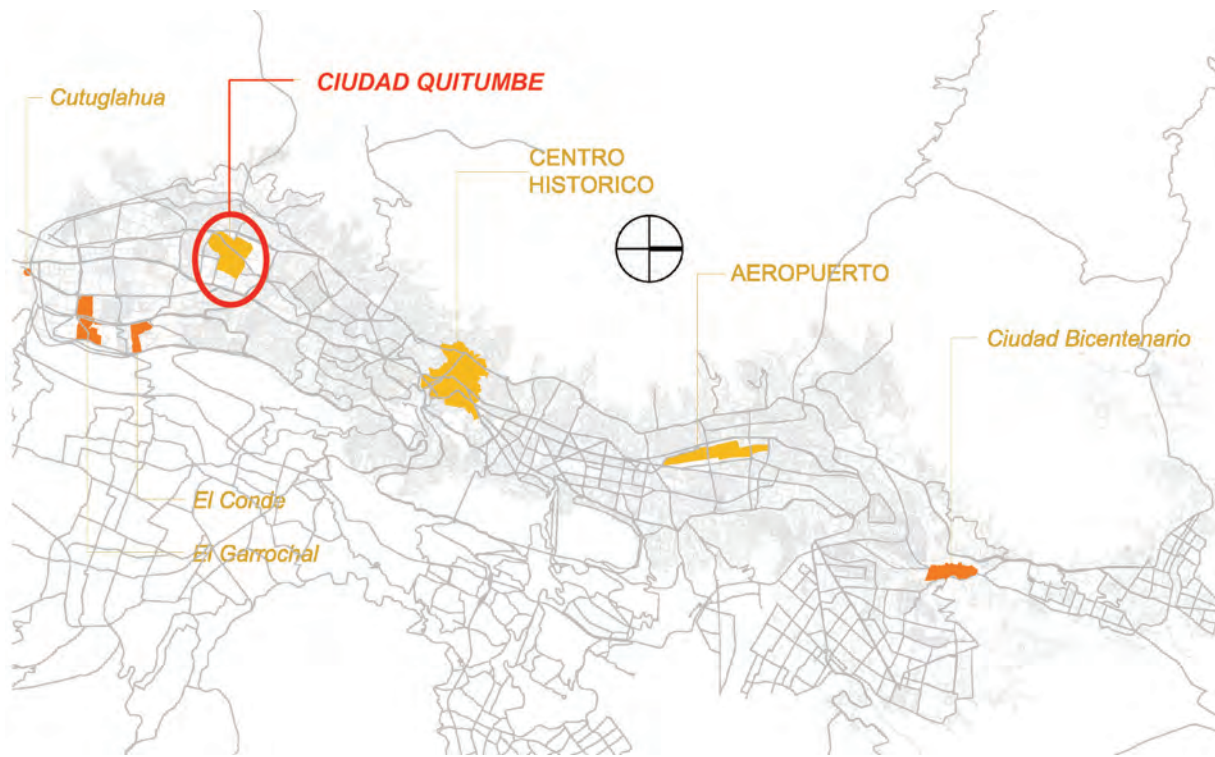 CIUDAD QUITUMBE
Cutuglahua
CENTRO
HISTORICO
AEROPUERTO
Ciudad Bicentenario
El Conde
El Garrochal